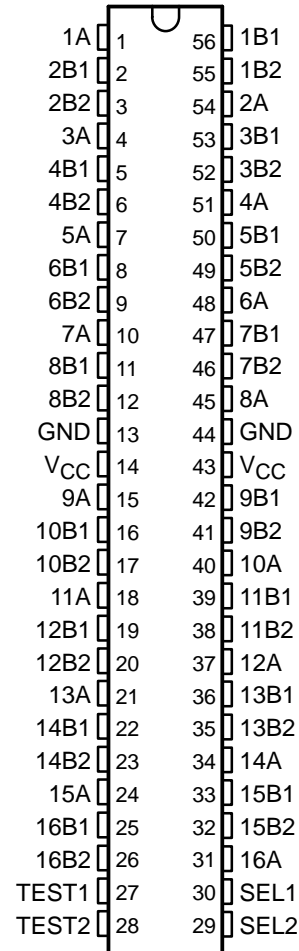 1A 1 56 1B1
2B1 2 55 1B2
2B2 3 54 2A
3A 4 53 3B1
4B1 5 52 3B2
4B2 6 51 4A
5A 7 50 5B1
6B1 8 49 5B2
6B2 9 48 6A
7A 10 47 7B1
8B1 11 46 7B2
8B2 12 45 8A
GND 13 44 GND
VCC 14 43 VCC
9A 15 42 9B1
10B1 16 41 9B2
10B2 17 40 10A
11A 18 39 11B1
12B1 19 38 11B2
12B2 20 37 12A
13A 21 36 13B1
14B1 22 35 13B2
14B2 23 34 14A
15A 24 33 15B1
16B1 25 32 15B2
16B2 26 31 16A
TEST1 27 30 SEL1
TEST2 28 29 SEL2